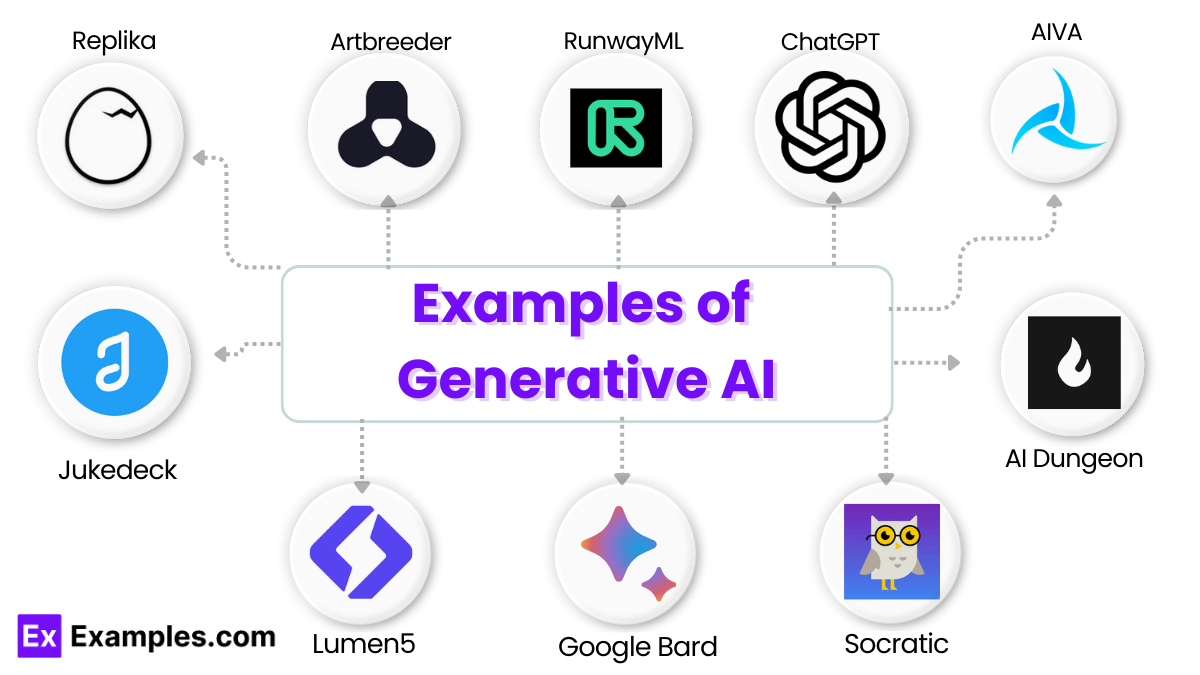 Replika
Artbreeder
RunwayML
ChatGPT
AIVA
Examples of
Generative AI
Jukedeck
AI Dungeon
Lumen5
Google Bard
Socratic
Ex Examples.com